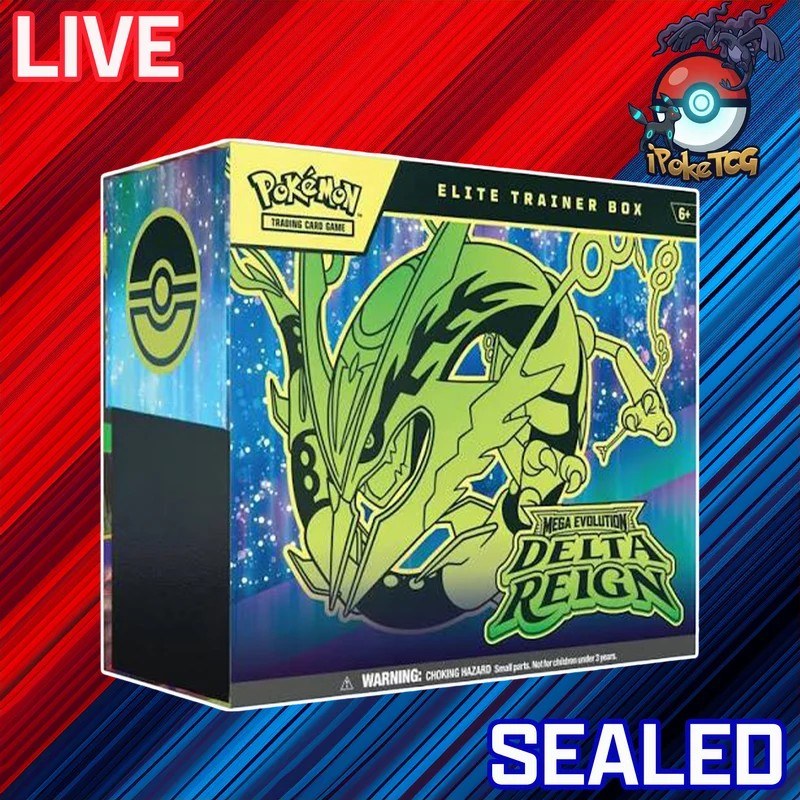 LIVE
iPokeTCG
Pokémon
TRADING CARD GAME
ELITE TRAINER BOX
6+
MEGA EVOLUTION
DELTA
REIGN
WARNING: CHOKING HAZARD Small parts. Not for children under 3 years.
SEALED